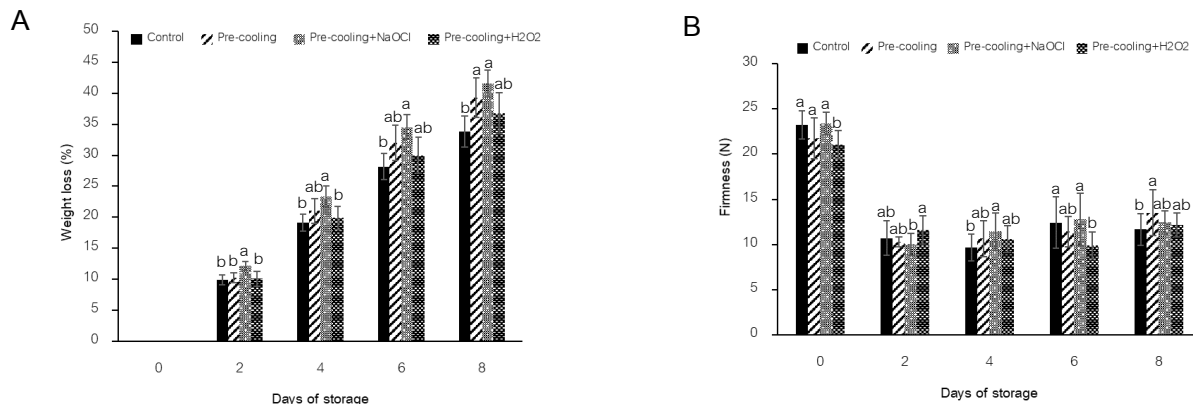 A
50
45
40
35
30
25
20
15
10
5
0
Weight loss (%)
Control Pre-cooling Pre-cooling+NaOCl Pre-cooling+H2O2
b b a b
b ab a b
b ab a ab
b a a ab
0 2 4 6 8
Days of storage
B
30
25
20
15
10
5
0
Firmness (N)
Control Pre-cooling Pre-cooling+NaOCl Pre-cooling+H2O2
a a a b
ab b b a
b ab a ab
a ab a b
b a ab ab
0 2 4 6 8
Days of storage